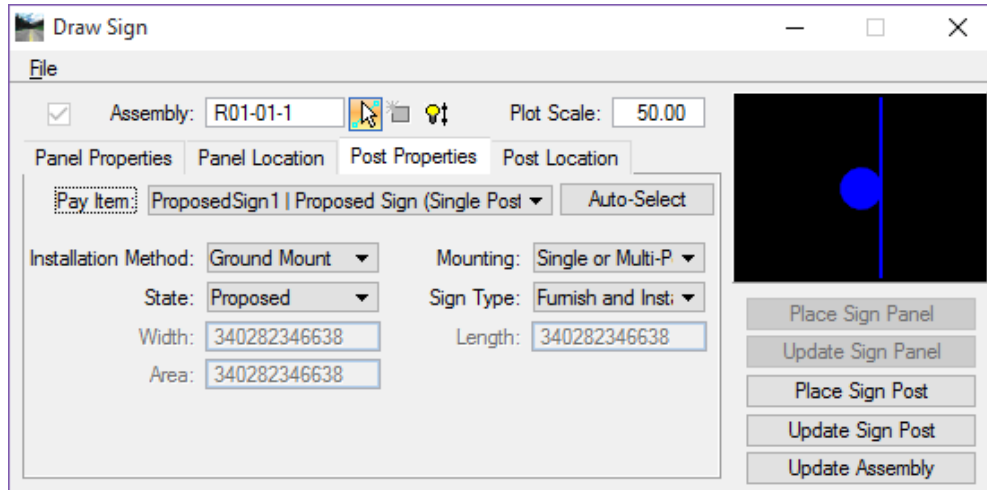 Draw Sign
File
Assembly: R01-01-1 Plot Scale: 50.00
Panel Properties Panel Location Post Properties Post Location
Pay Item: ProposedSign1 | Proposed Sign (Single Post Auto-Select
Installation Method: Ground Mount Mounting: Single or Multi-P
State: Proposed Sign Type: Furnish and Insta
Width: 340282346638 Length: 340282346638
Area: 340282346638
Place Sign Panel
Update Sign Panel
Place Sign Post
Update Sign Post
Update Assembly